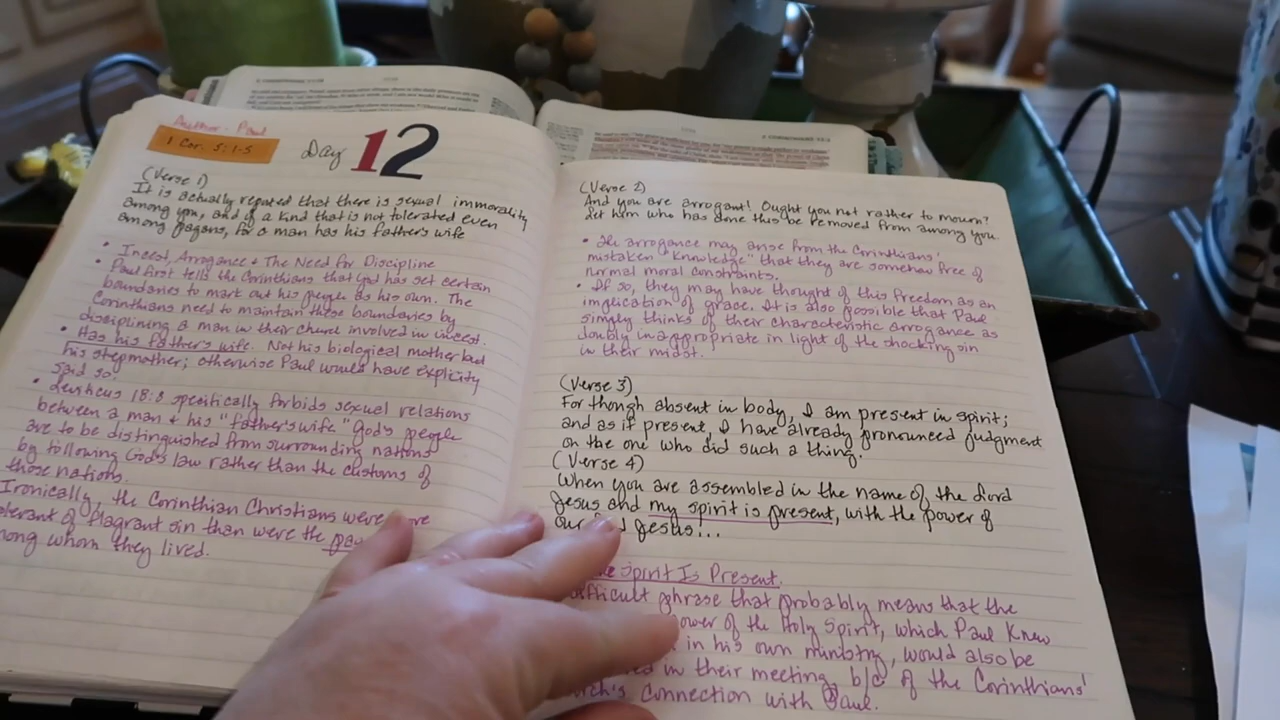 Author - Paul
1 Cor. 5:1-5
Day 12
(Verse 1)
It is actually reported that there is sexual immorality
among you, and of a kind that is not tolerated even
among pagans, for a man has his father's wife
• Incest, Arrogance & The Need for Discipline
• Paul first tells the Corinthians that God has set certain
boundaries to mark out his people as his own. The
Corinthians need to maintain these boundaries by
disciplining a man in their church involved in incest.
• Has his father's wife. Not his biological mother but
his stepmother; otherwise Paul would have explicity
said so.
• Leviticus 18:8 specifically forbids sexual relations
between a man & his "father's wife" God's people
are to be distinguished from surrounding nations
by following God's law rather than the customs of
those nations.
Ironically, the Corinthian Christians were
of flagrant sin than were the
whom they lived.
(Verse 2)
And you are arrogant! Ought you not rather to mourn?
Let him who has done this be removed from among you.
• The arrogance may arise from the Corinthians'
mistaken "Knowledge" that they are somehow free of
normal moral constraints.
• If so, they may have thought of this freedom as an
implication of grace. It is also possible that Paul
simply thinks of their characteristic arrogance as
doubly inappropriate in light of the shocking sin
in their midst.
(Verse 3)
For though absent in body, I am present in spirit;
and as if present, I have already pronounced judgment
on the one who did such a thing.
(Verse 4)
When you are assembled in the name of the Lord
Jesus and my spirit is present, with the power of
our Jesus...
Spirit Is Present.
difficult phrase that probably means that the
power of the Holy Spirit, which Paul Knew
in his own ministry, would also be
in their meeting, b/c of the Corinthians'
connection with Paul.